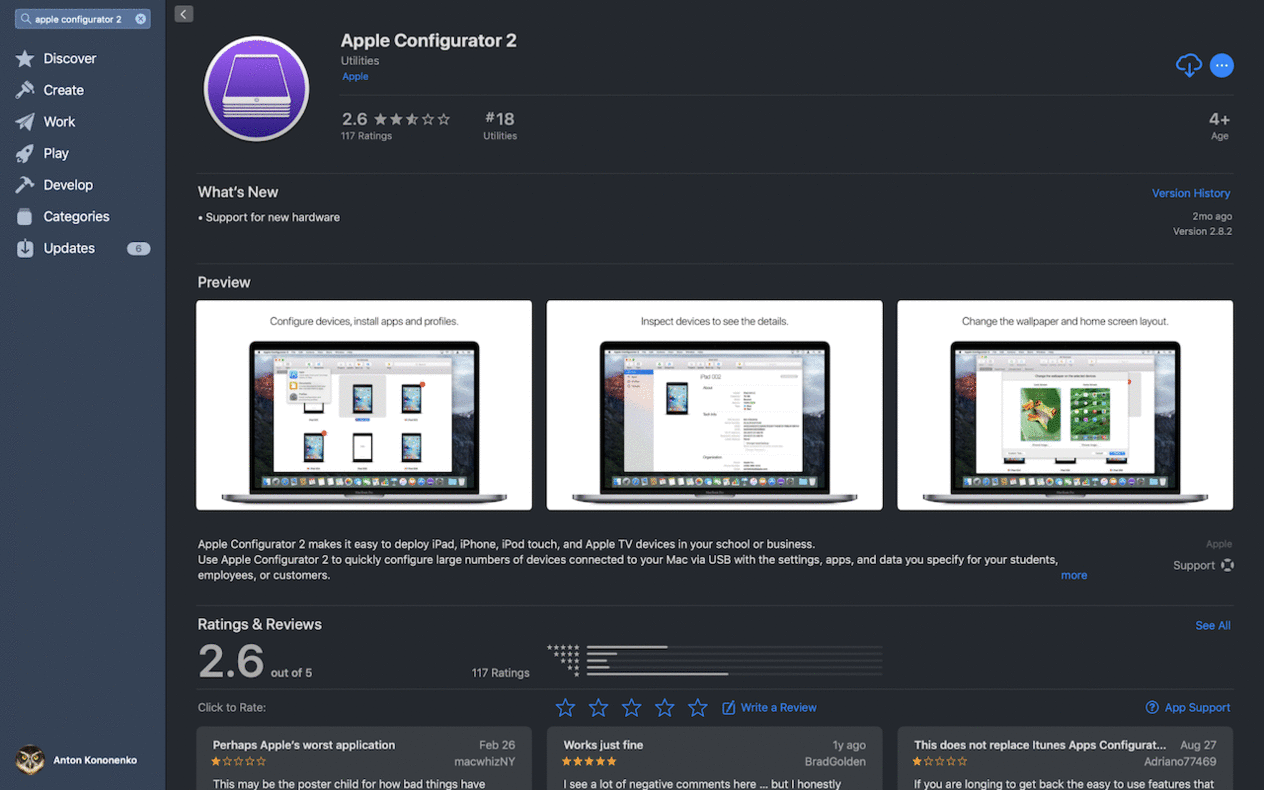 apple configurator 2
Discover
Create
Work
Play
Develop
Categories
Updates 6
Anton Kononenko
Apple Configurator 2
Utilities
Apple
2.6
117 Ratings
#18
Utilities
4+
Age
What's New
Version History
• Support for new hardware
2mo ago
Version 2.8.2
Preview
Configure devices, install apps and profiles.
Inspect devices to see the details.
iPad 002
Change the wallpaper and home screen layout.
Apple Configurator 2 makes it easy to deploy iPad, iPhone, iPod touch, and Apple TV devices in your school or business.
Use Apple Configurator 2 to quickly configure large numbers of devices connected to your Mac via USB with the settings, apps, and data you specify for your students,
employees, or customers.
more
Apple
Support
Ratings & Reviews
See All
2.6 out of 5
117 Ratings
Click to Rate:
Write a Review
App Support
Perhaps Apple's worst application
Feb 26
macwhizNY
This may be the poster child for how bad things have
Works just fine
1y ago
BradGolden
I see a lot of negative comments here ... but I honestly
This does not replace Itunes Apps Configurat...
Aug 27
Adriano77469
If you are longing to get back the easy to use features that